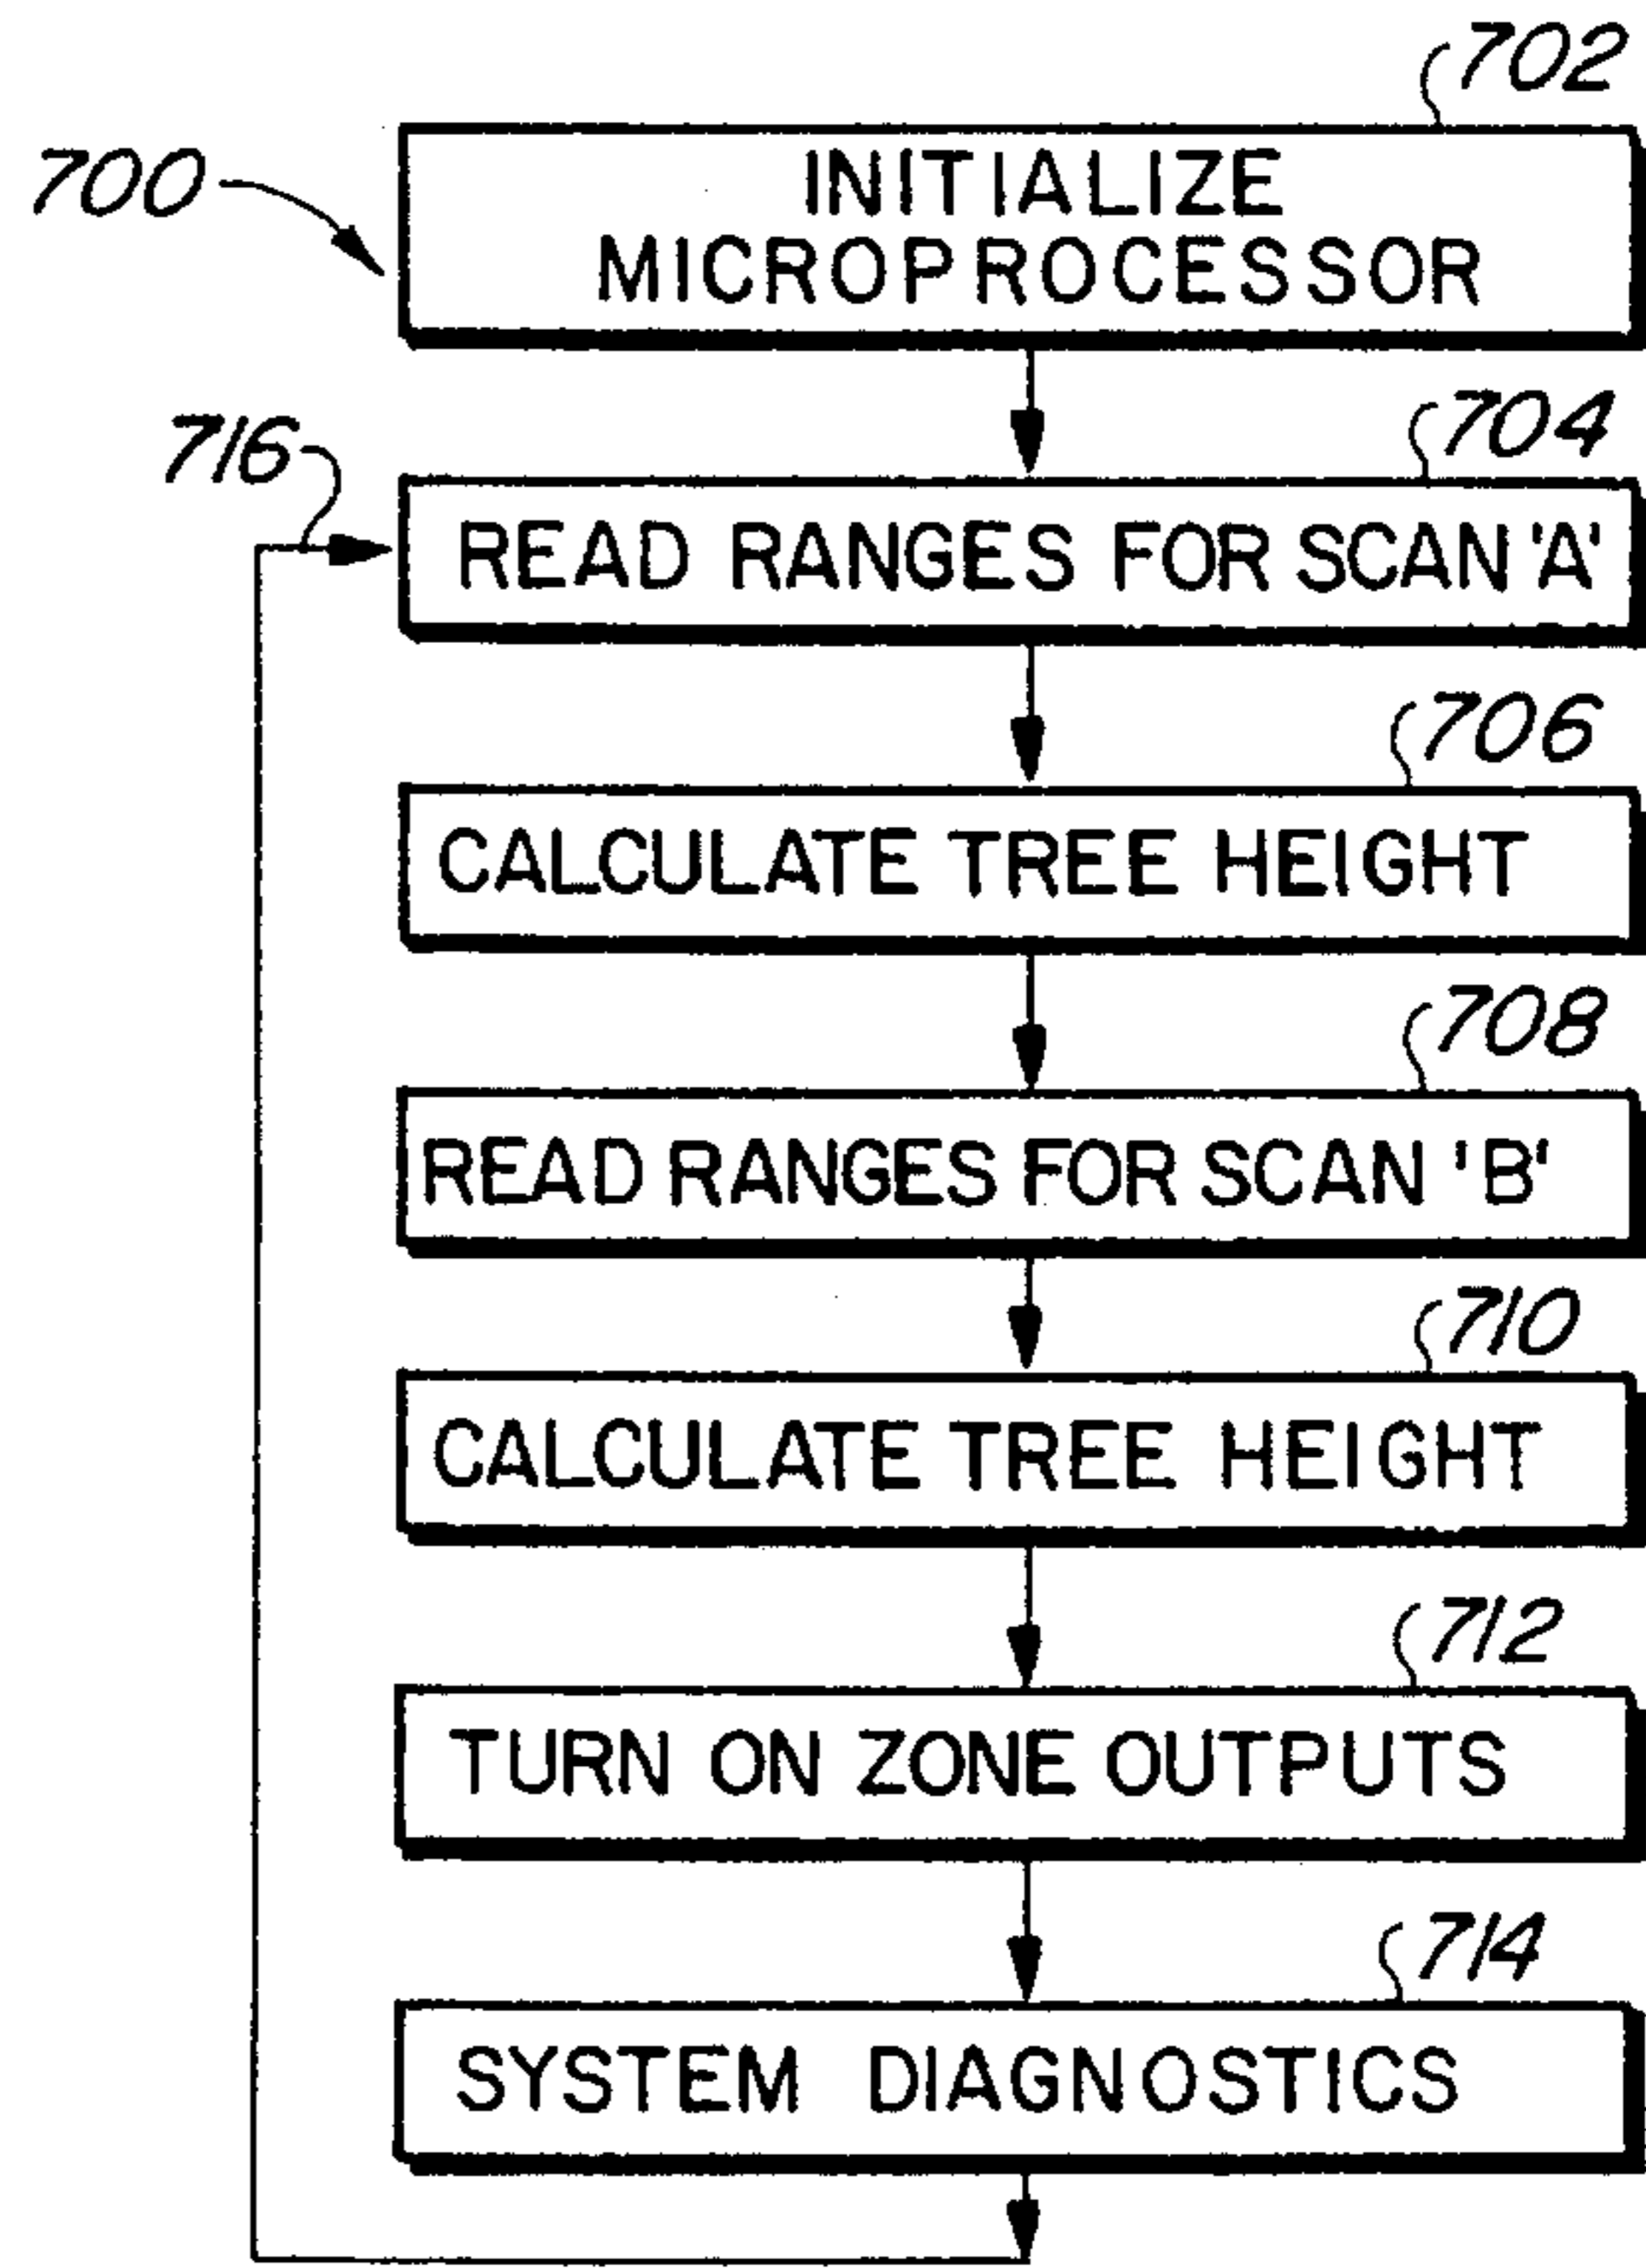 702
700
INITIALIZE
MICROPROCESSOR
704
716
READ RANGES FOR SCAN 'A'
706
CALCULATE TREE HEIGHT
708
READ RANGES FOR SCAN 'B'
710
CALCULATE TREE HEIGHT
712
TURN ON ZONE OUTPUTS
714
SYSTEM DIAGNOSTICS